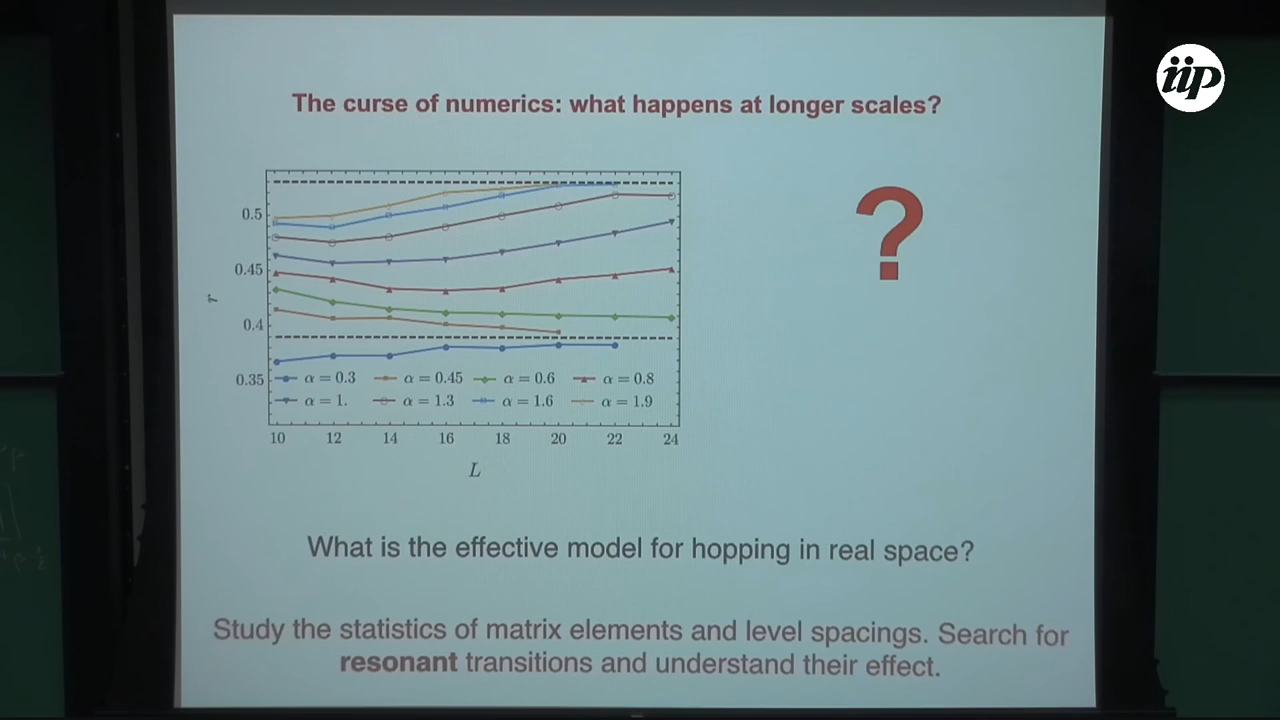 iip
The curse of numerics: what happens at longer scales?
0.5
0.45
r
0.4
0.35
α = 0.3 α = 0.45 α = 0.6 α = 0.8
α = 1. α = 1.3 α = 1.6 α = 1.9
10 12 14 16 18 20 22 24
L
?
What is the effective model for hopping in real space?
Study the statistics of matrix elements and level spacings. Search for
resonant transitions and understand their effect.